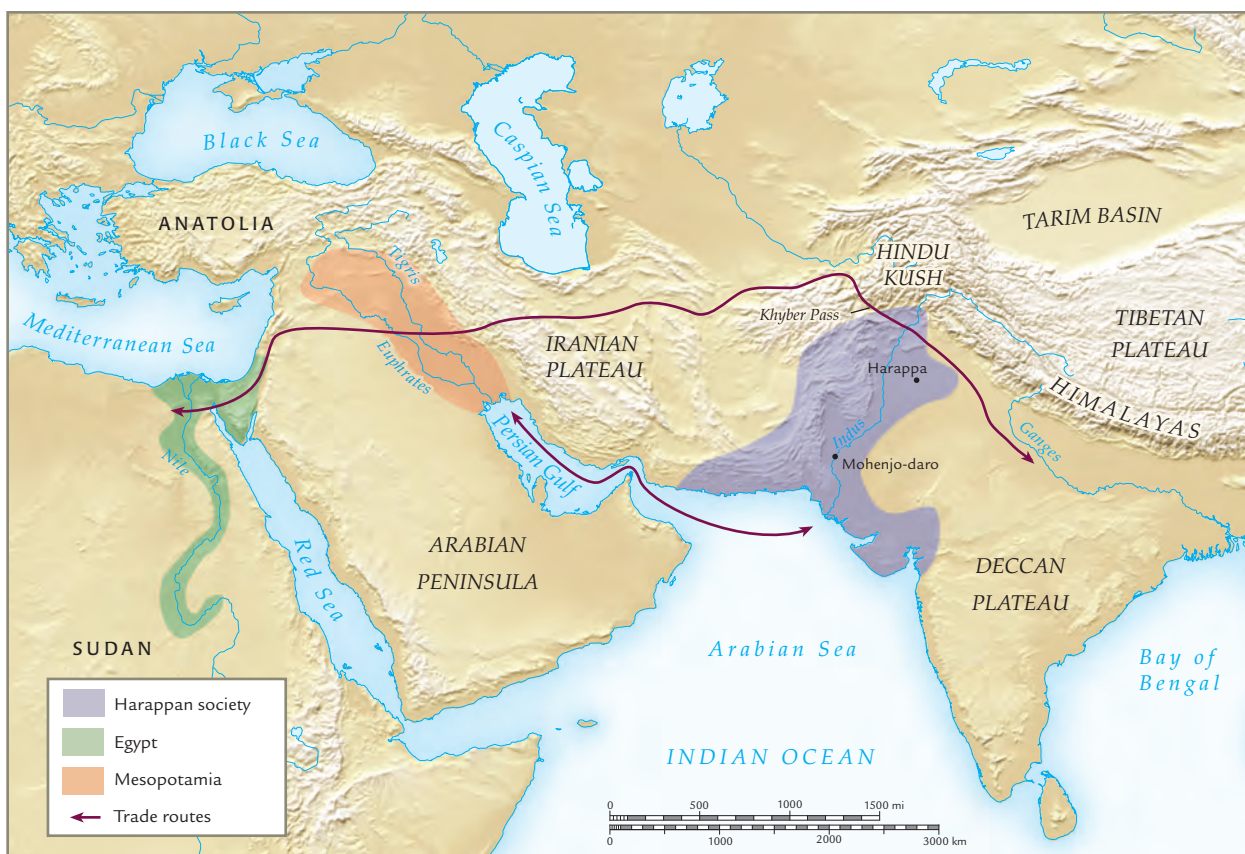 Black Sea
Caspian Sea
ANATOLIA
TARIM BASIN
HINDU
KUSH
Tigris
Khyber Pass
TIBETAN
PLATEAU
Mediterranean Sea
IRANIAN
PLATEAU
Euphrates
Harappa
HIMALAYAS
Persian Gulf
Indus
Mohenjo-daro
Ganges
Nile
Red Sea
ARABIAN
PENINSULA
DECCAN
PLATEAU
SUDAN
Arabian Sea
Bay of
Bengal
INDIAN OCEAN
Harappan society
Egypt
Mesopotamia
Trade routes
0 500 1000 1500 mi
0 1000 2000 3000 km